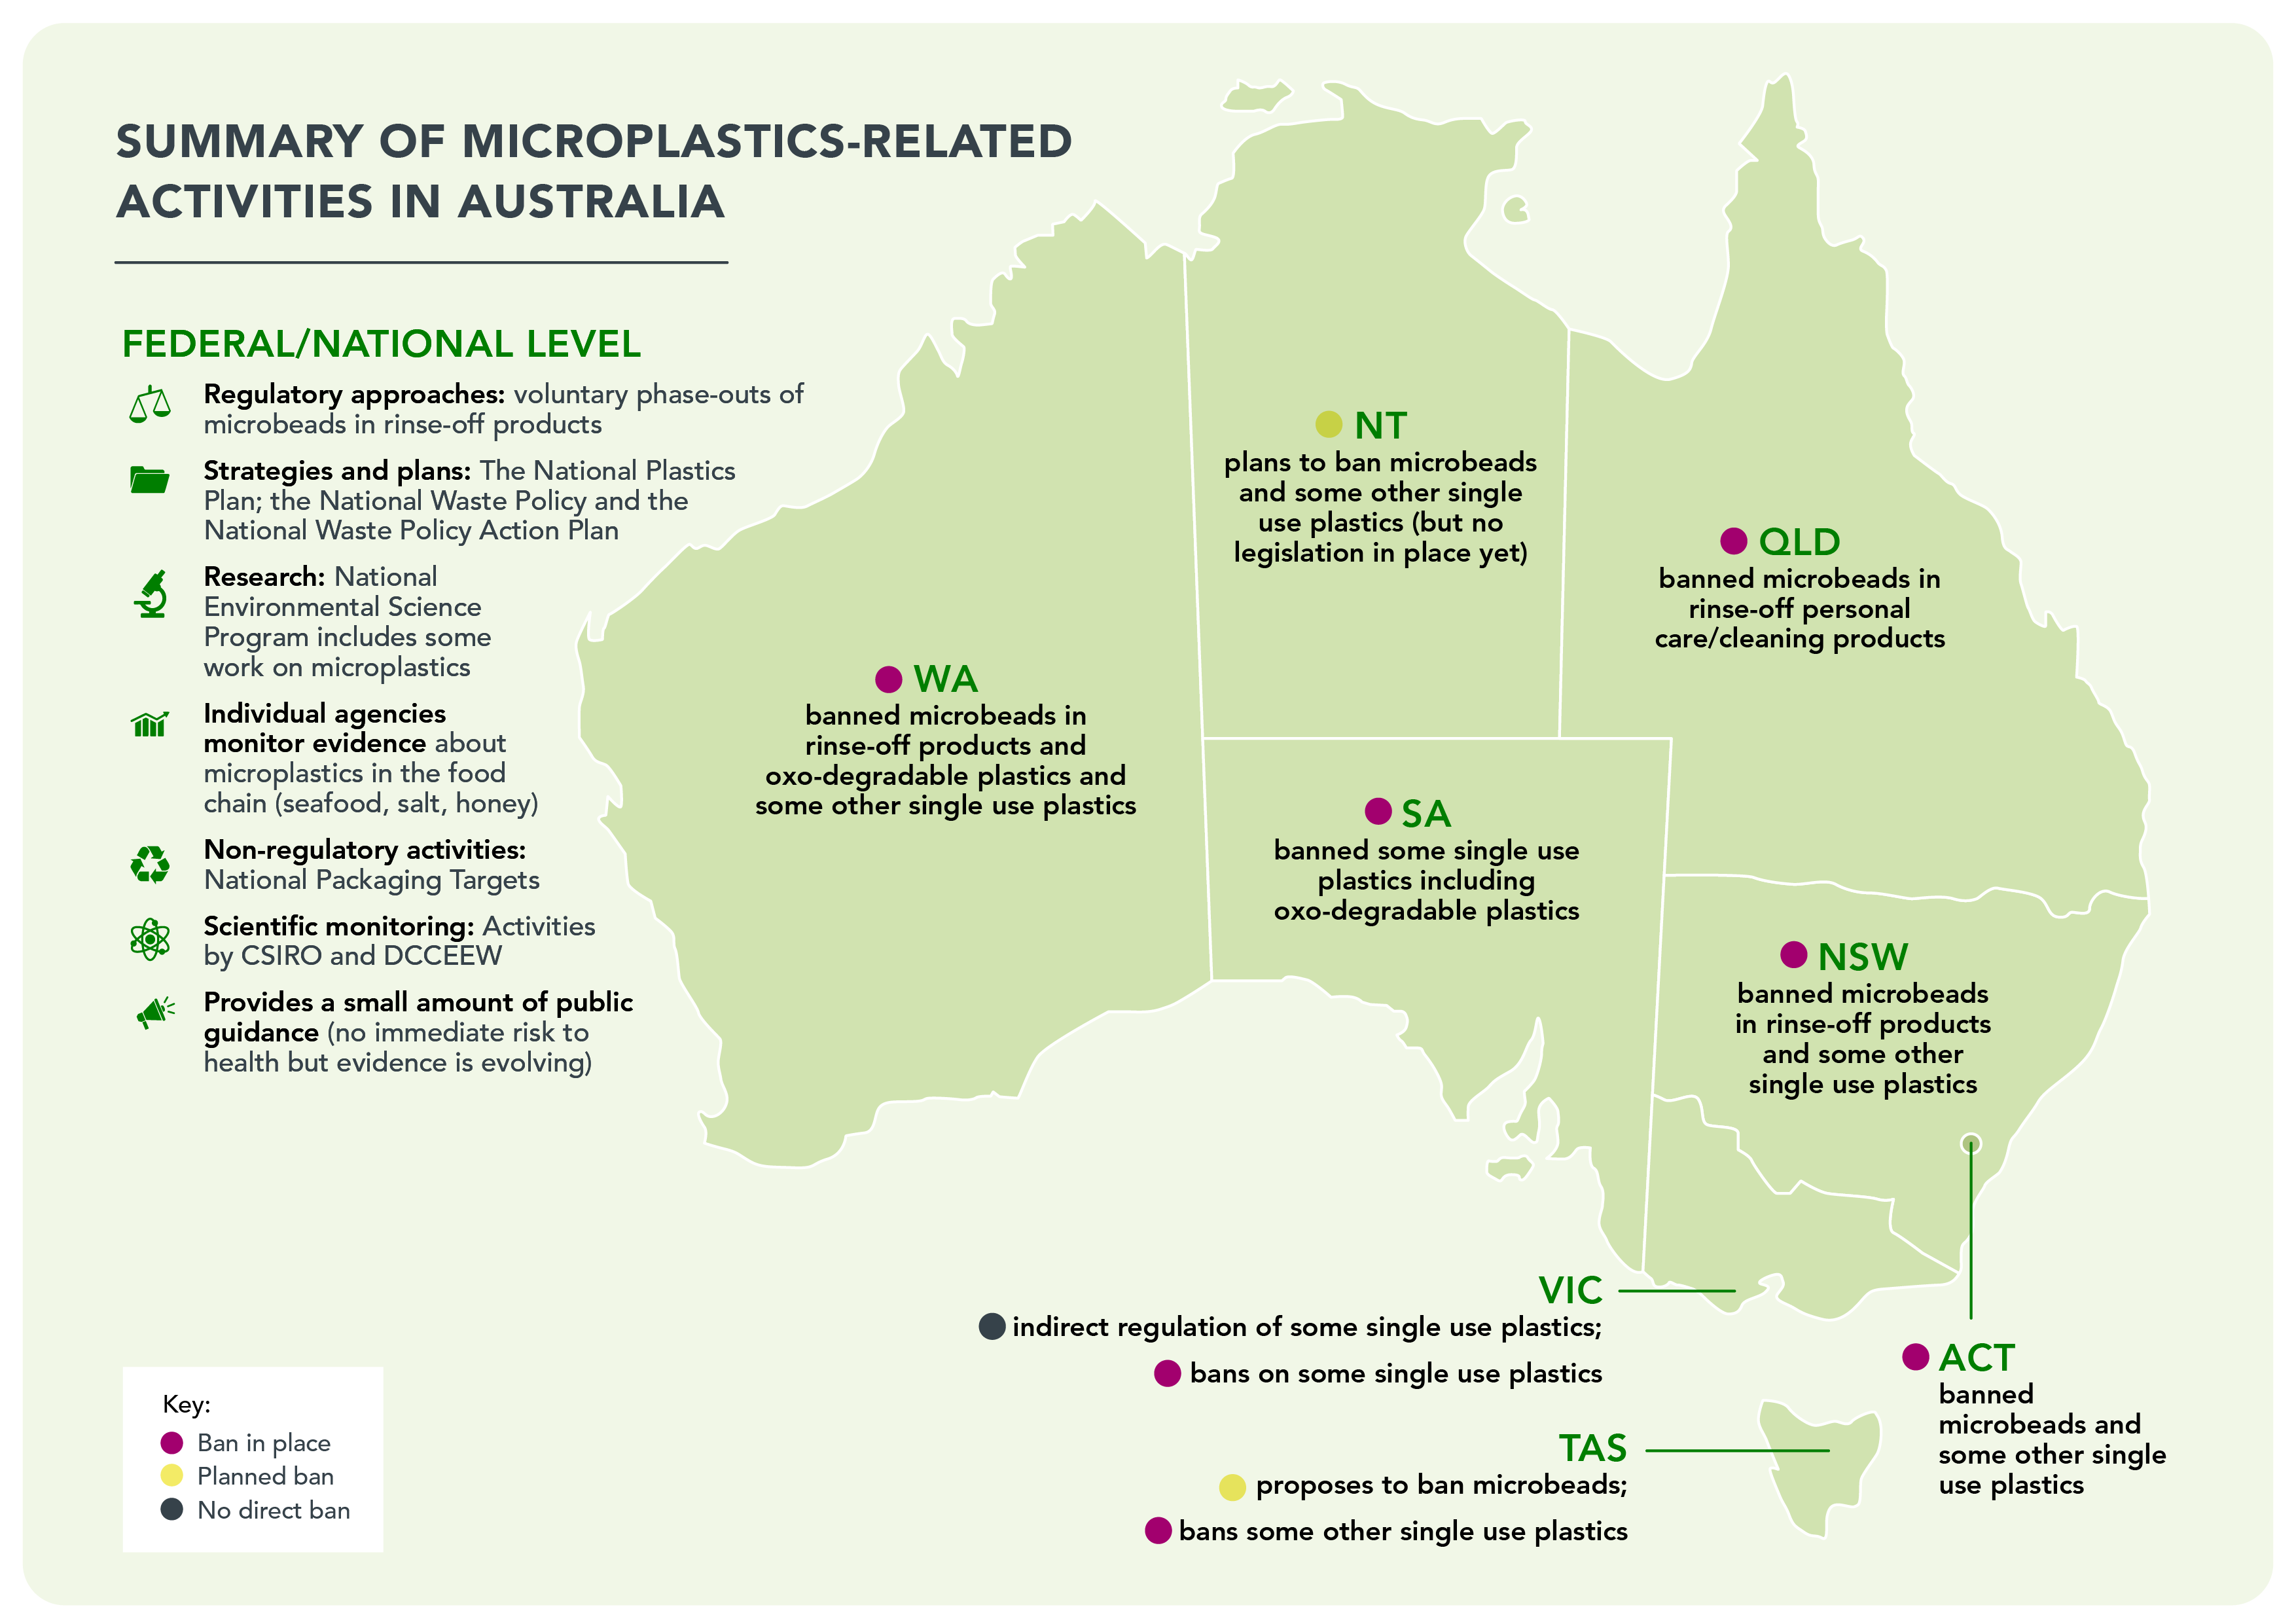 SUMMARY OF MICROPLASTICS-RELATED
ACTIVITIES IN AUSTRALIA
FEDERAL/NATIONAL LEVEL
Regulatory approaches: voluntary phase-outs of
microbeads in rinse-off products
Strategies and plans: The National Plastics
Plan; the National Waste Policy and the
National Waste Policy Action Plan
Research: National
Environmental Science
Program includes some
work on microplastics
Individual agencies
monitor evidence about
microplastics in the food
chain (seafood, salt, honey)
Non-regulatory activities:
National Packaging Targets
Scientific monitoring: Activities
by CSIRO and DCCEEW
Provides a small amount of public
guidance (no immediate risk to
health but evidence is evolving)
NT
plans to ban microbeads
and some other single
use plastics (but no
legislation in place yet)
QLD
banned microbeads in
rinse-off personal
care/cleaning products
WA
banned microbeads in
rinse-off products and
oxo-degradable plastics and
some other single use plastics
SA
banned some single use
plastics including
oxo-degradable plastics
NSW
banned microbeads
in rinse-off products
and some other
single use plastics
VIC
indirect regulation of some single use plastics;
bans on some single use plastics
ACT
banned
microbeads and
some other single
use plastics
TAS
proposes to ban microbeads;
bans some other single use plastics
Key:
Ban in place
Planned ban
No direct ban